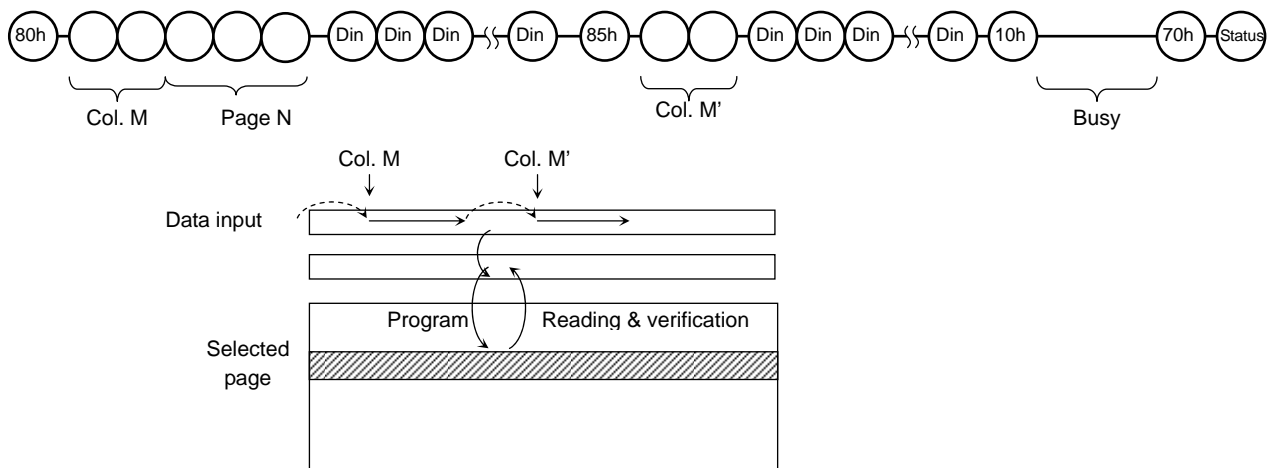 80h Din Din Din Din 85h Din Din Din Din 10h 70h Status
Col. M Page N Col. M’ Busy
Col. M Col. M’
Data input
Program Reading & verification
Selected
page